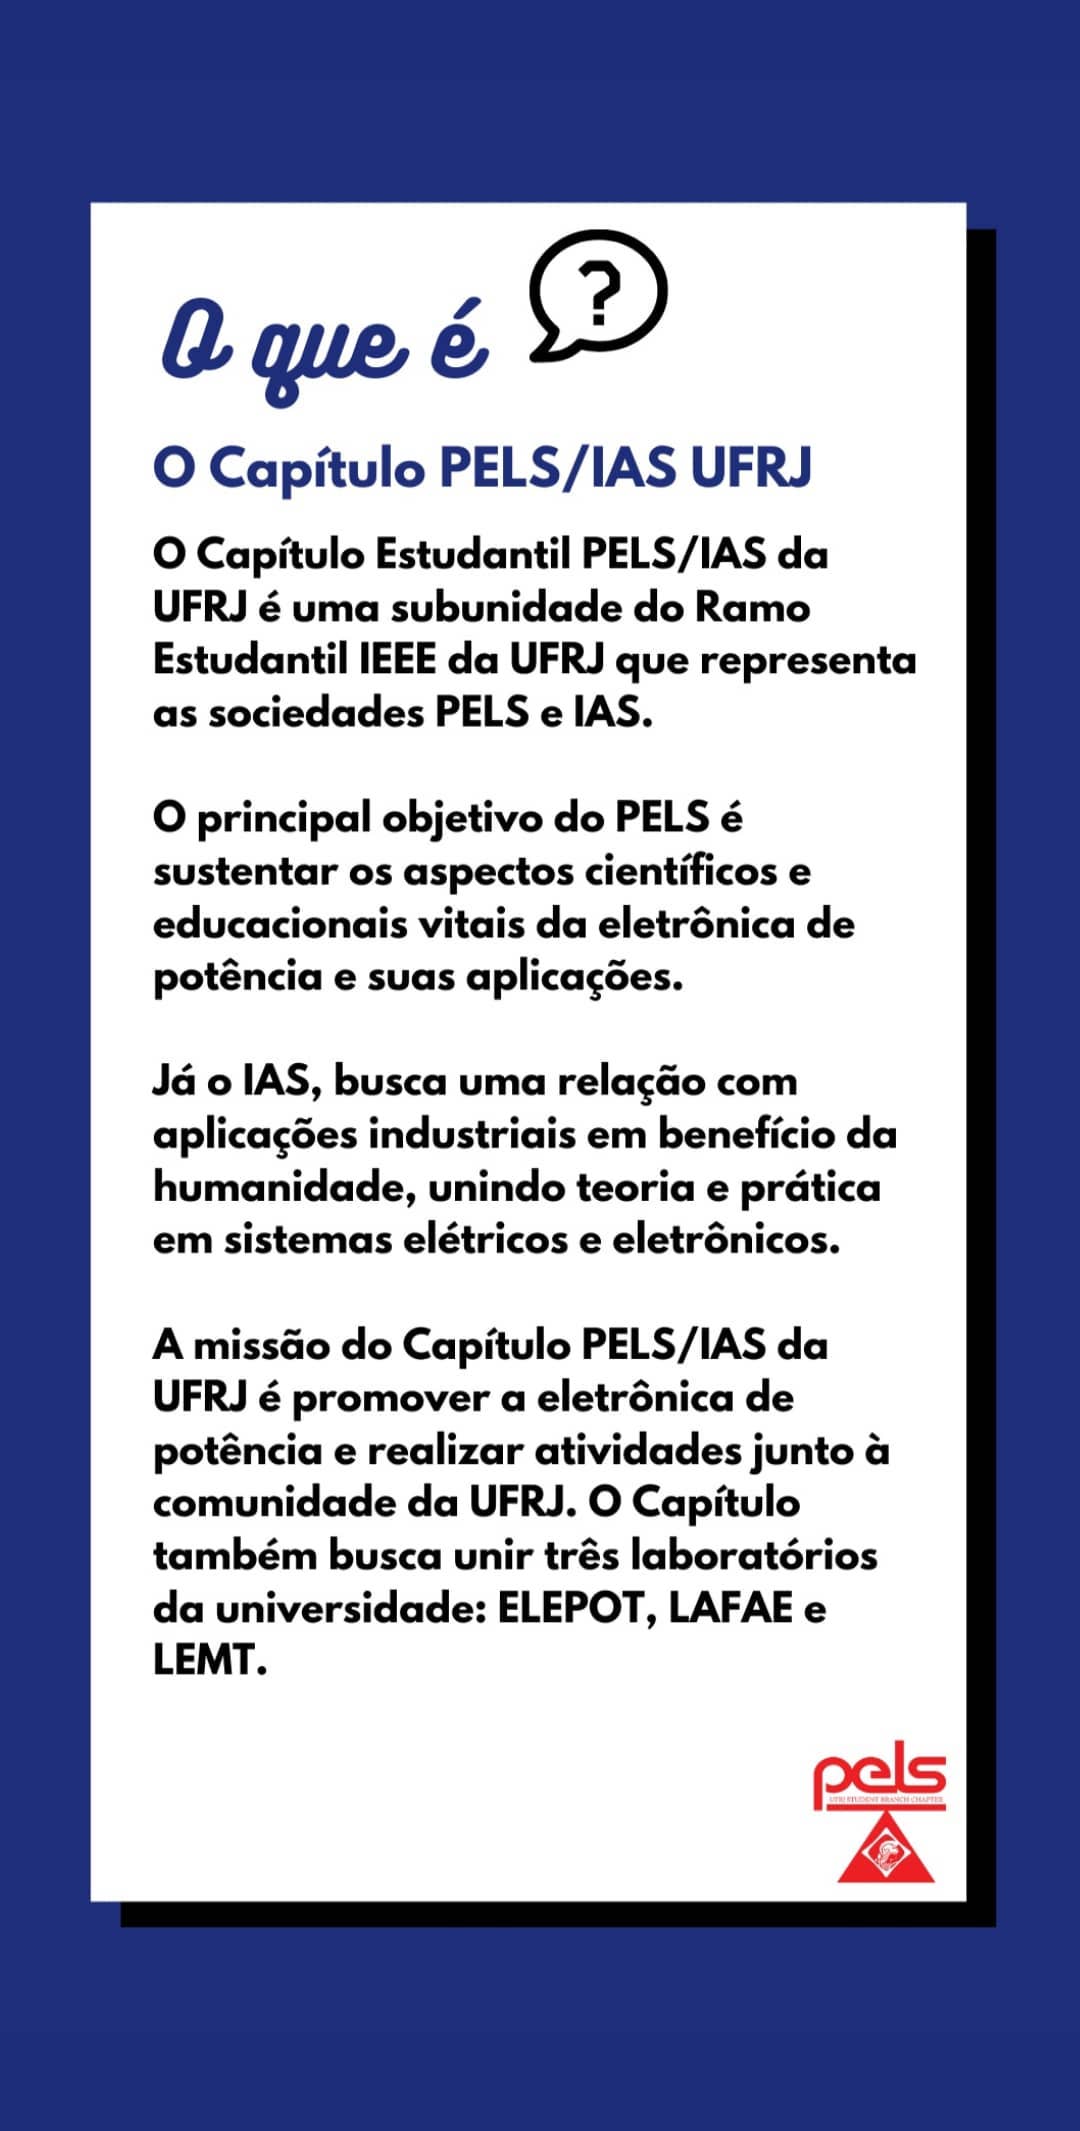 O que é ?
O Capítulo PELS/IAS UFRJ
O Capítulo Estudantil PELS/IAS da
UFRJ é uma subunidade do Ramo
Estudantil IEEE da UFRJ que representa
as sociedades PELS e IAS.
O principal objetivo do PELS é
sustentar os aspectos científicos e
educacionais vitais da eletrônica de
potência e suas aplicações.
Já o IAS, busca uma relação com
aplicações industriais em benefício da
humanidade, unindo teoria e prática
em sistemas elétricos e eletrônicos.
A missão do Capítulo PELS/IAS da
UFRJ é promover a eletrônica de
potência e realizar atividades junto à
comunidade da UFRJ. O Capítulo
também busca unir três laboratórios
da universidade: ELEPOT, LAFAE e
LEMT.
pels
UFRJ STUDENT BRANCH CHAPTER